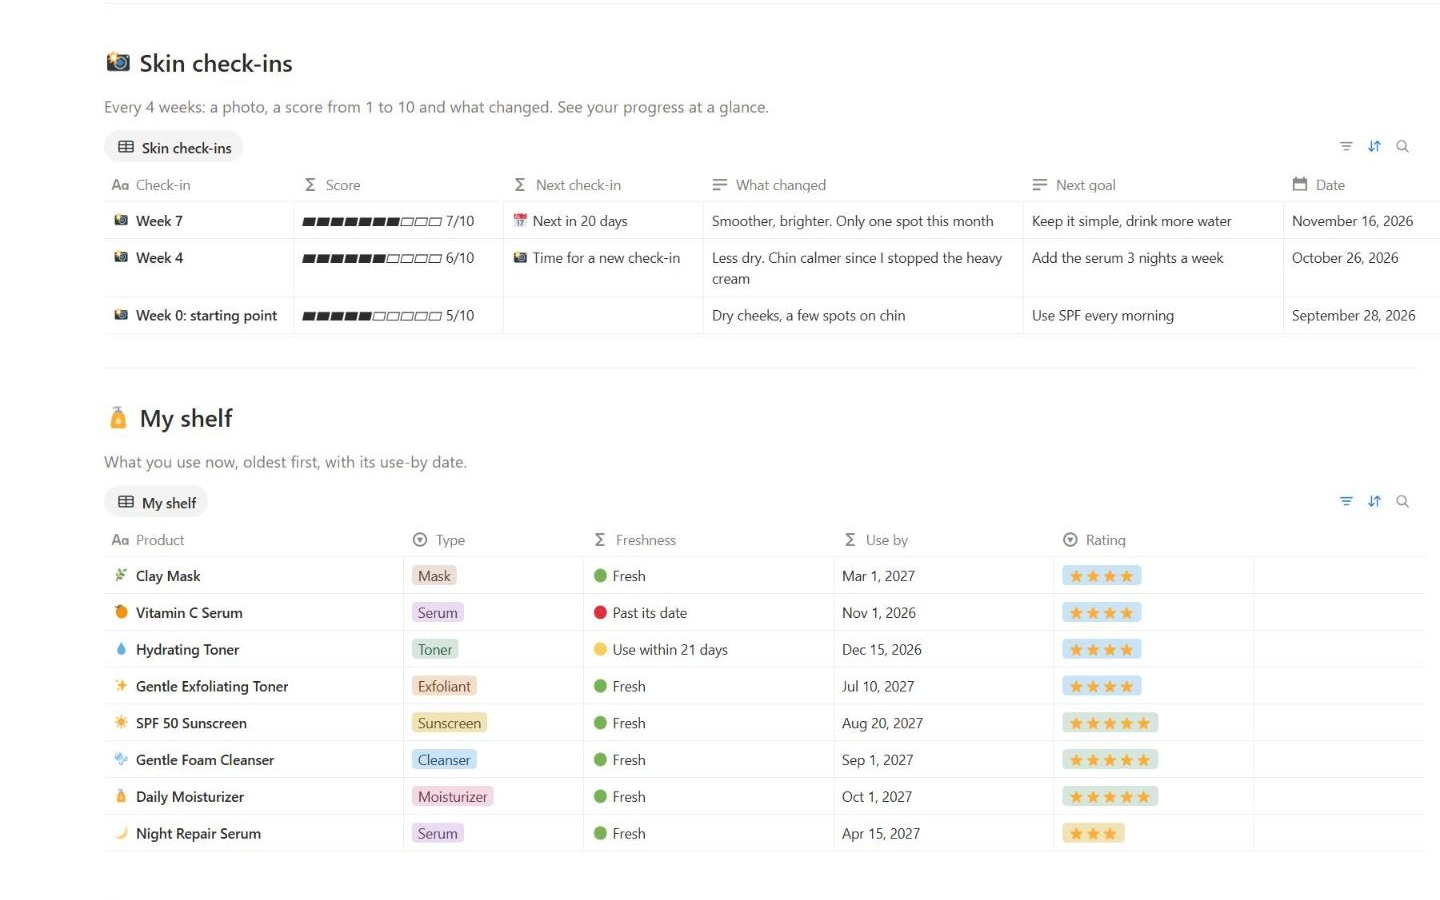 Skin check-ins
Every 4 weeks: a photo, a score from 1 to 10 and what changed. See your progress at a glance.
Skin check-ins
Aa Check-in Σ Score Σ Next check-in What changed Next goal Date
Week 7 7/10 Next in 20 days Smoother, brighter. Only one spot this month Keep it simple, drink more water November 16, 2026
Week 4 6/10 Time for a new check-in Less dry. Chin calmer since I stopped the heavy Add the serum 3 nights a week October 26, 2026
cream
Week 0: starting point 5/10 Dry cheeks, a few spots on chin Use SPF every morning September 28, 2026
My shelf
What you use now, oldest first, with its use-by date.
My shelf
Aa Product Type Σ Freshness Σ Use by Rating
Clay Mask Mask Fresh Mar 1, 2027
Vitamin C Serum Serum Past its date Nov 1, 2026
Hydrating Toner Toner Use within 21 days Dec 15, 2026
Gentle Exfoliating Toner Exfoliant Fresh Jul 10, 2027
SPF 50 Sunscreen Sunscreen Fresh Aug 20, 2027
Gentle Foam Cleanser Cleanser Fresh Sep 1, 2027
Daily Moisturizer Moisturizer Fresh Oct 1, 2027
Night Repair Serum Serum Fresh Apr 15, 2027